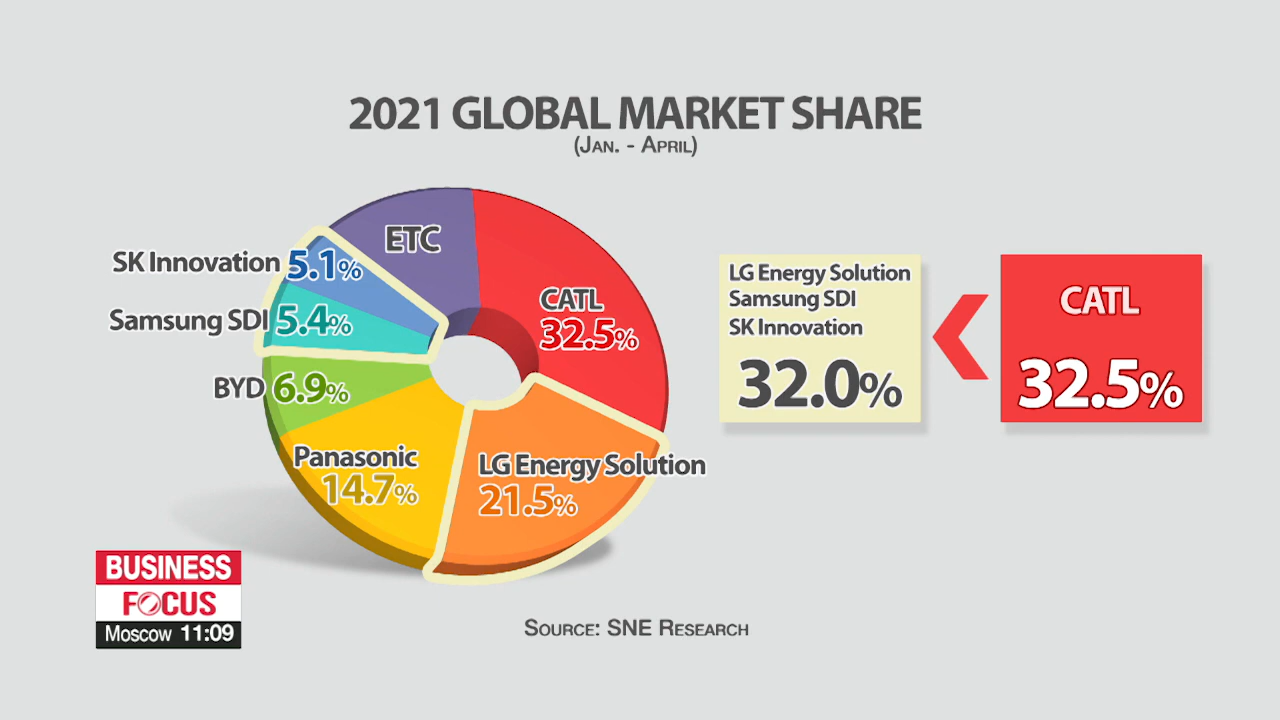 2021 GLOBAL MARKET SHARE
(JAN. - APRIL)
ETC
SK Innovation 5.1%
Samsung SDI 5.4%
BYD 6.9%
Panasonic
14.7%
CATL
32.5%
LG Energy Solution
21.5%
LG Energy Solution
Samsung SDI
SK Innovation
32.0%
CATL
32.5%
BUSINESS
FOCUS
MOSCOW 11:09
SOURCE: SNE RESEARCH